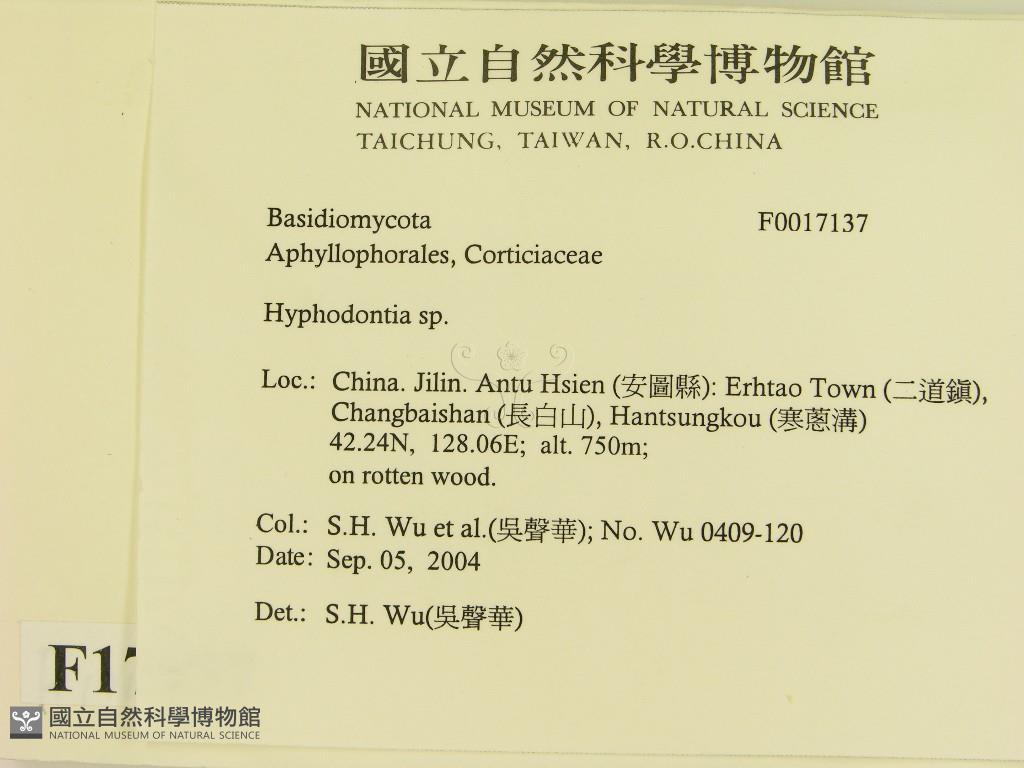 國立自然科學博物館
NATIONAL MUSEUM OF NATURAL SCIENCE
TAICHUNG, TAIWAN, R.O.CHINA
Basidiomycota F0017137
Aphyllophorales, Corticiaceae
Hyphodontia sp.
Loc.: China. Jilin. Antu Hsien (安圖縣): Erhtao Town (二道鎮),
Changbaishan (長白山), Hantsungkou (寒蔥溝)
42.24N, 128.06E; alt. 750m;
on rotten wood.
Col.: S.H. Wu et al.(吳聲華); No. Wu 0409-120
Date: Sep. 05, 2004
Det.: S.H. Wu(吳聲華)
F17
國立自然科學博物館
NATIONAL MUSEUM OF NATURAL SCIENCE